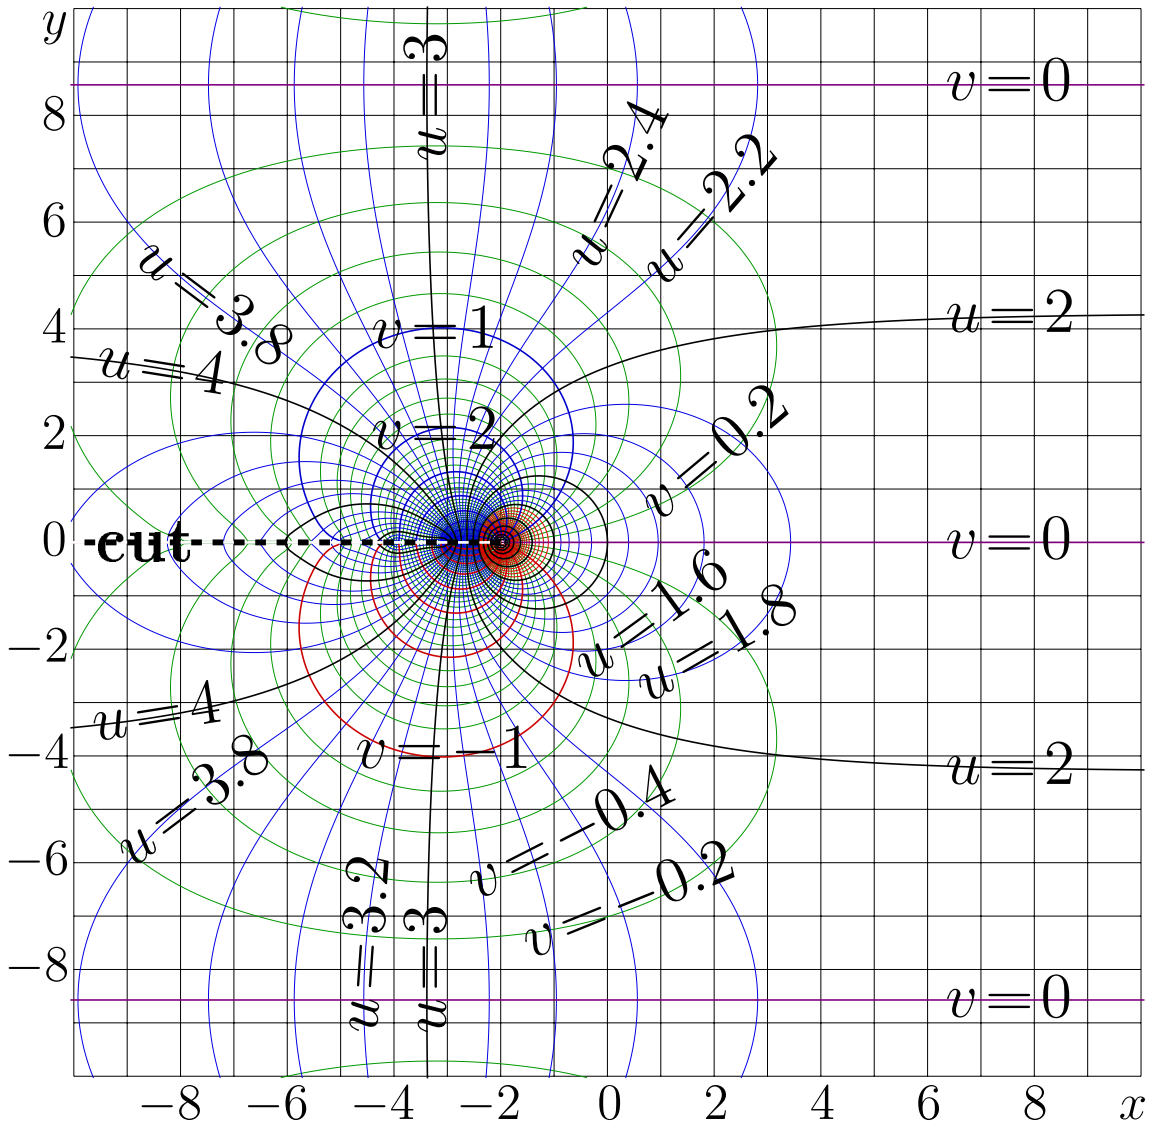 y
u=3
v=0
8
u=2.4
u=2.2
6
u=3.8
4
v=1
u=2
u=4
2
v=2
v=0.2
0
cut
v=0
u=1.6
u=1.8
−2
u=4
−4
v=−1
u=2
u=3.8
v=−0.4
−6
u=3.2
u=3
v=−0.2
−8
v=0
−8 −6 −4 −2 0 2 4 6 8 x